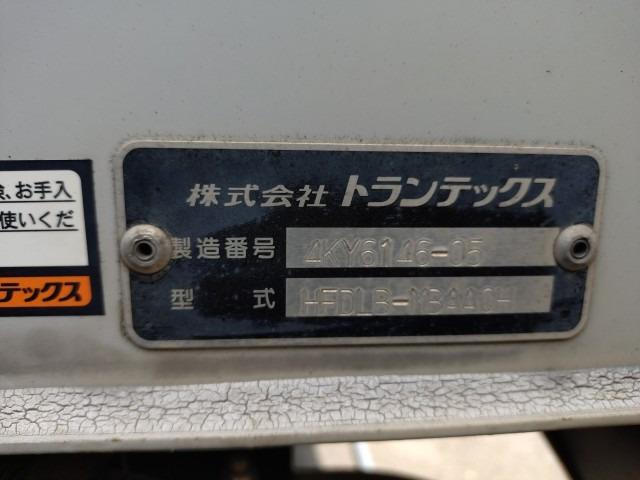 株式会社 トランテックス
製造番号 4KY6146-05
型式 HFDLB-MB44CH
、お手入
使いくだ
テックス